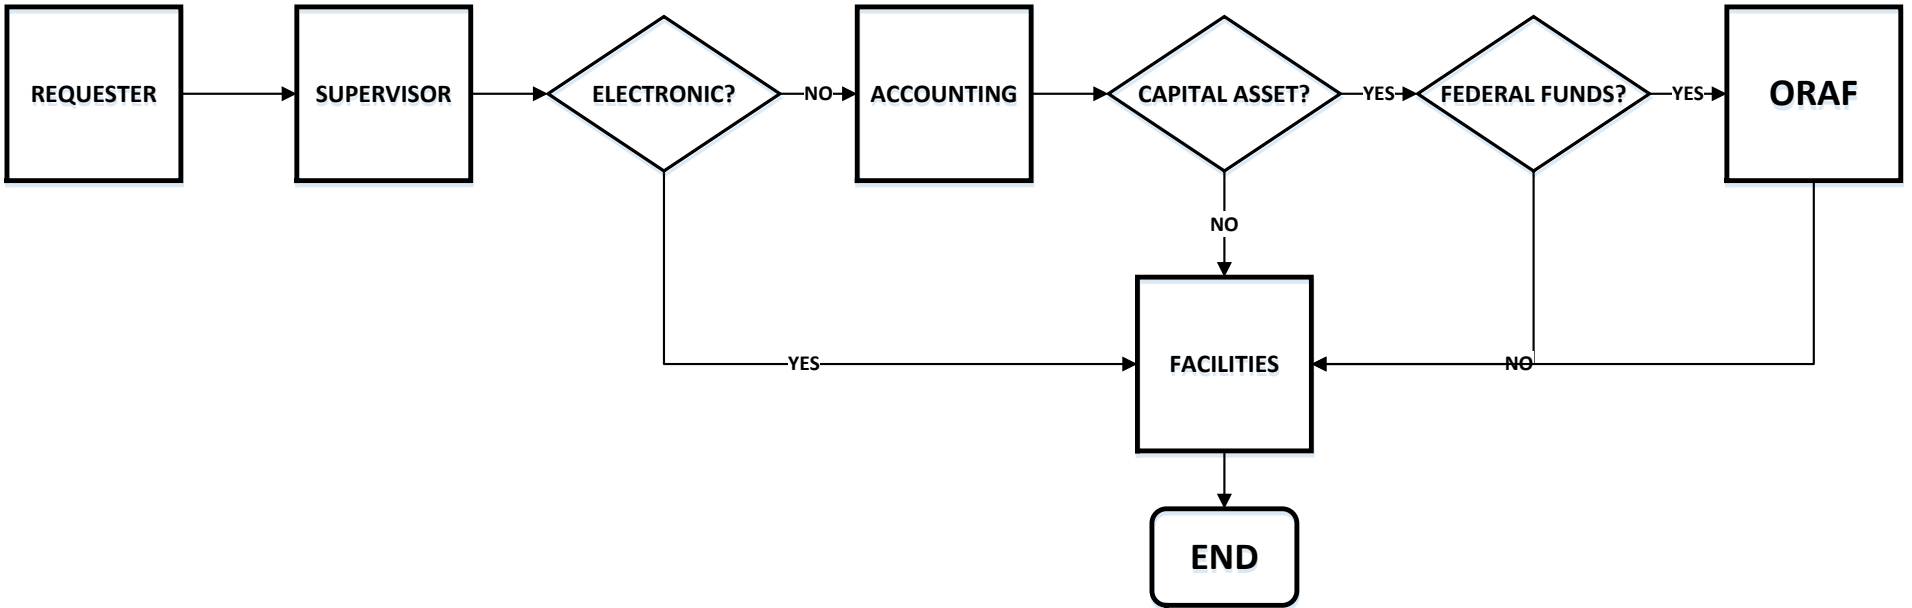 REQUESTER
SUPERVISOR
ELECTRONIC?
NO
ACCOUNTING
CAPITAL ASSET?
YES
FEDERAL FUNDS?
YES
ORAF
NO
YES
FACILITIES
NO
END